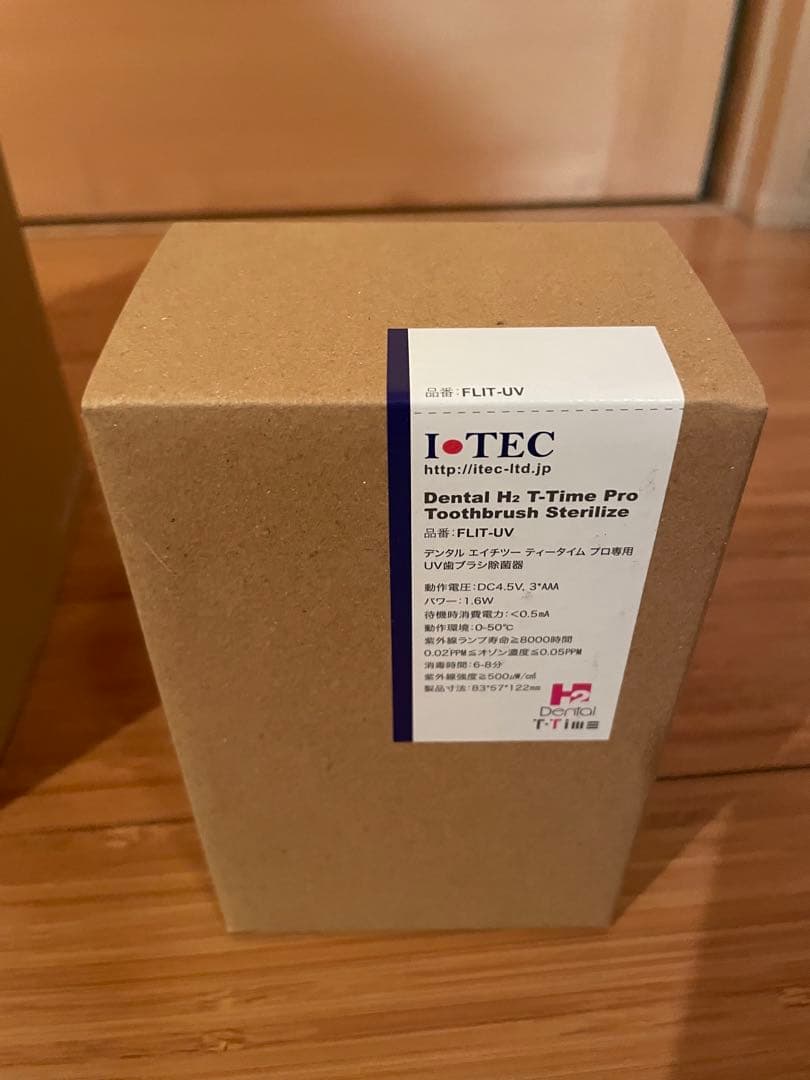 品番:FLIT-UV
I•TEC
http://itec-ltd.jp
Dental H2 T-Time Pro
Toothbrush Sterilize
品番:FLIT-UV
デンタル エイチツー ティータイム プロ専用
UV歯ブラシ除菌器
動作電圧:DC4.5V, 3*AAA
パワー:1.6W
待機時消費電力:<0.5mA
動作環境:0-50℃
紫外線ランプ寿命≧8000時間
0.02PPM≦オゾン濃度≦0.05PPM
消毒時間:6-8分
紫外線強度≧500μW/c㎡
製品寸法:83*57*122mm
H2
Dental
T·Time